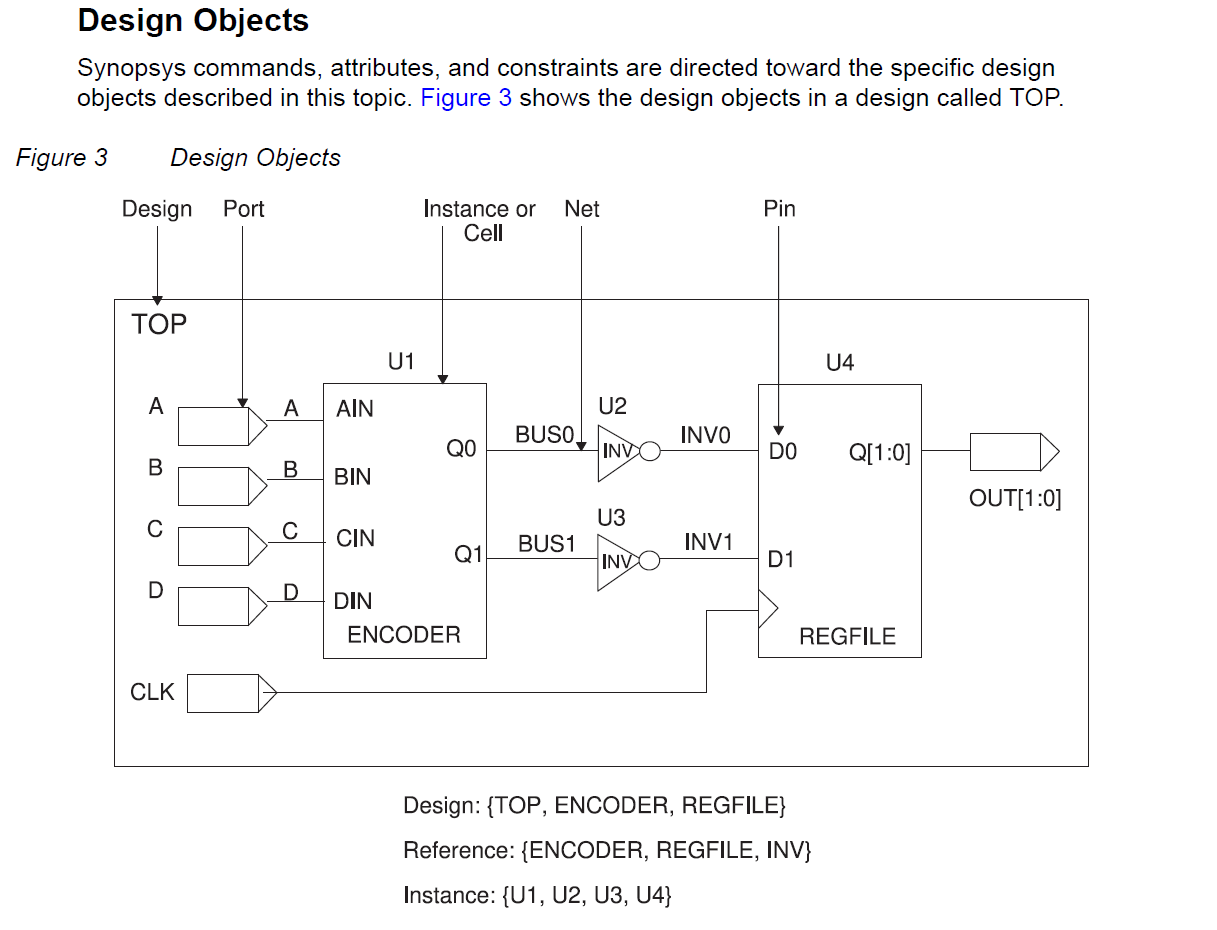 Design Objects
Synopsys commands, attributes, and constraints are directed toward the specific design
objects described in this topic. Figure 3 shows the design objects in a design called TOP.
Figure 3 Design Objects
Design Port Instance or Net Pin
Cell
TOP
U1 U4
A A AIN U2
BUS0 INV0
Q0 INV D0 Q[1:0]
B B BIN
OUT[1:0]
U3
C C CIN
BUS1 INV1
Q1 INV D1
D D DIN
ENCODER REGFILE
CLK
Design: {TOP, ENCODER, REGFILE}
Reference: {ENCODER, REGFILE, INV}
Instance: {U1, U2, U3, U4}